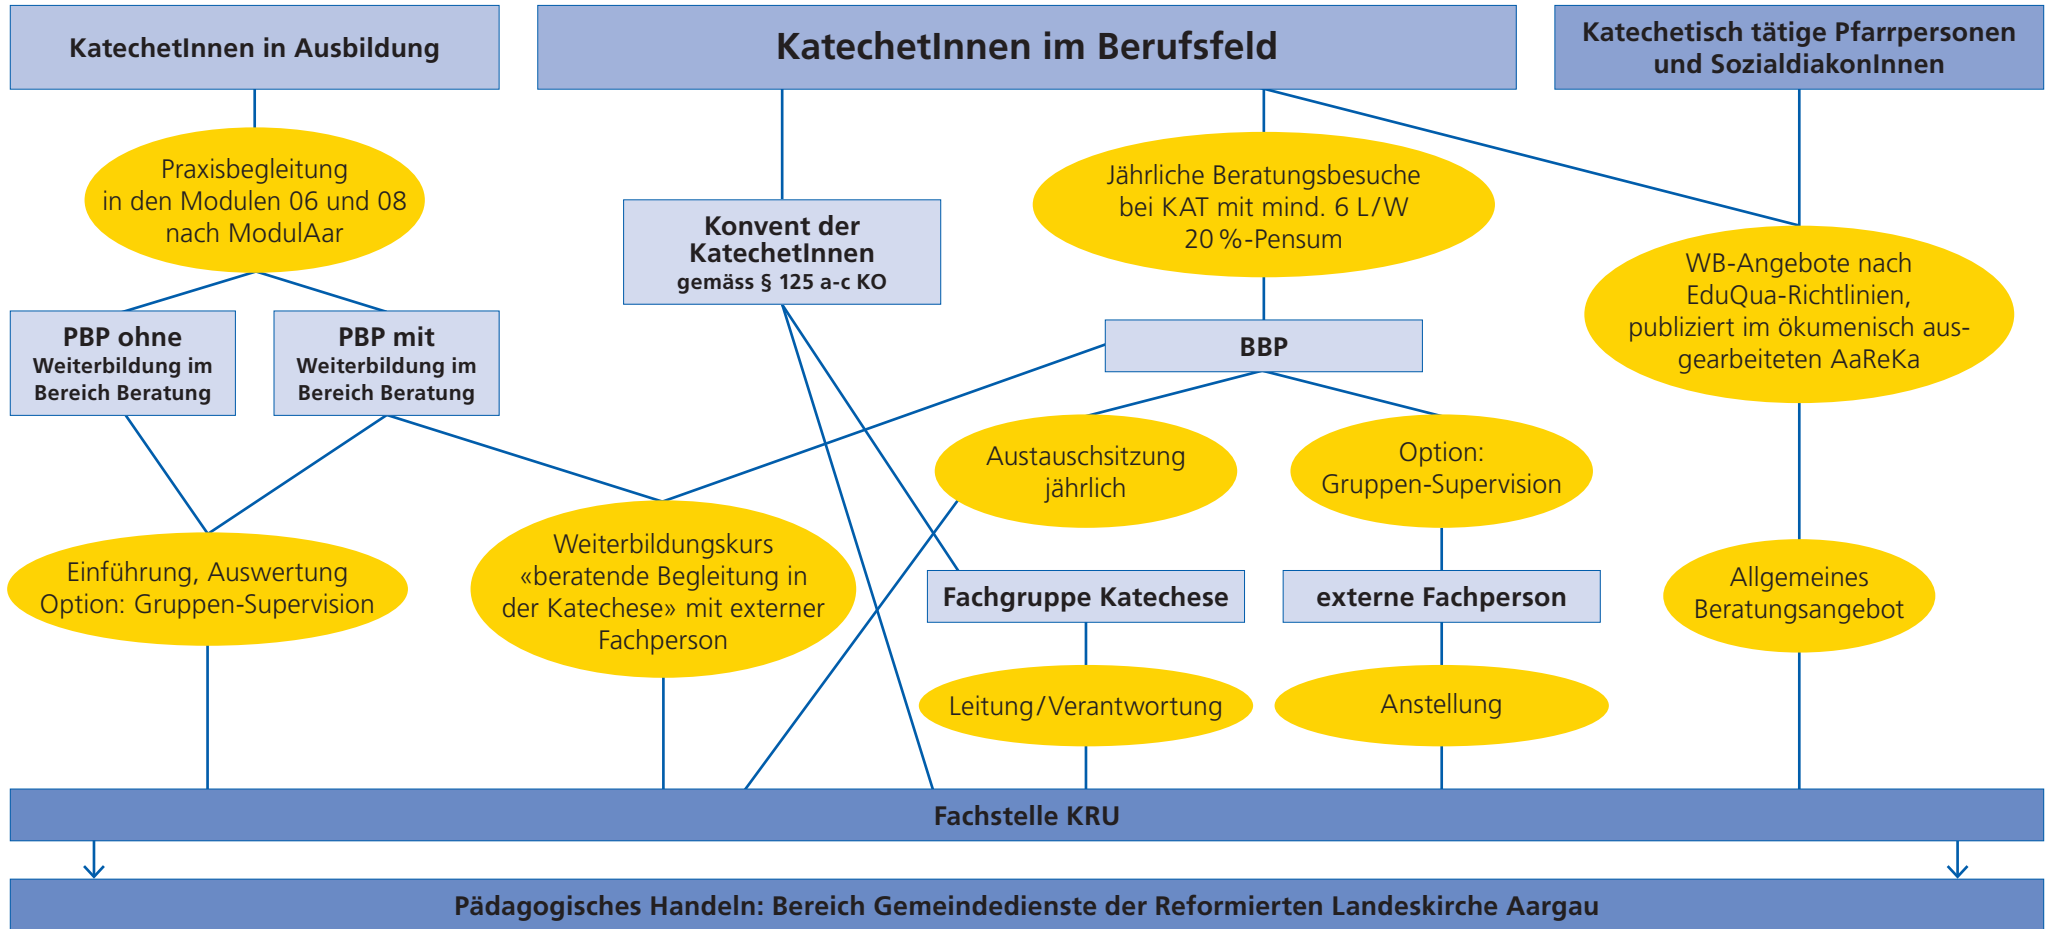 KatechetInnen in Ausbildung
KatechetInnen im Berufsfeld
Katechetisch tätige Pfarrpersonen
und SozialdiakonInnen
Praxisbegleitung
in den Modulen 06 und 08
nach ModulAar
Konvent der
KatechetInnen
gemäss § 125 a-c KO
Jährliche Beratungsbesuche
bei KAT mit mind. 6 L/W
20 %-Pensum
WB-Angebote nach
EduQua-Richtlinien,
publiziert im ökumenisch aus-
gearbeiteten AaReKa
PBP ohne
Weiterbildung im
Bereich Beratung
PBP mit
Weiterbildung im
Bereich Beratung
BBP
Austauschsitzung
jährlich
Option:
Gruppen-Supervision
Einführung, Auswertung
Option: Gruppen-Supervision
Weiterbildungskurs
«beratende Begleitung in
der Katechese» mit externer
Fachperson
Fachgruppe Katechese
externe Fachperson
Allgemeines
Beratungsangebot
Leitung/Verantwortung
Anstellung
Fachstelle KRU
Pädagogisches Handeln: Bereich Gemeindedienste der Reformierten Landeskirche Aargau